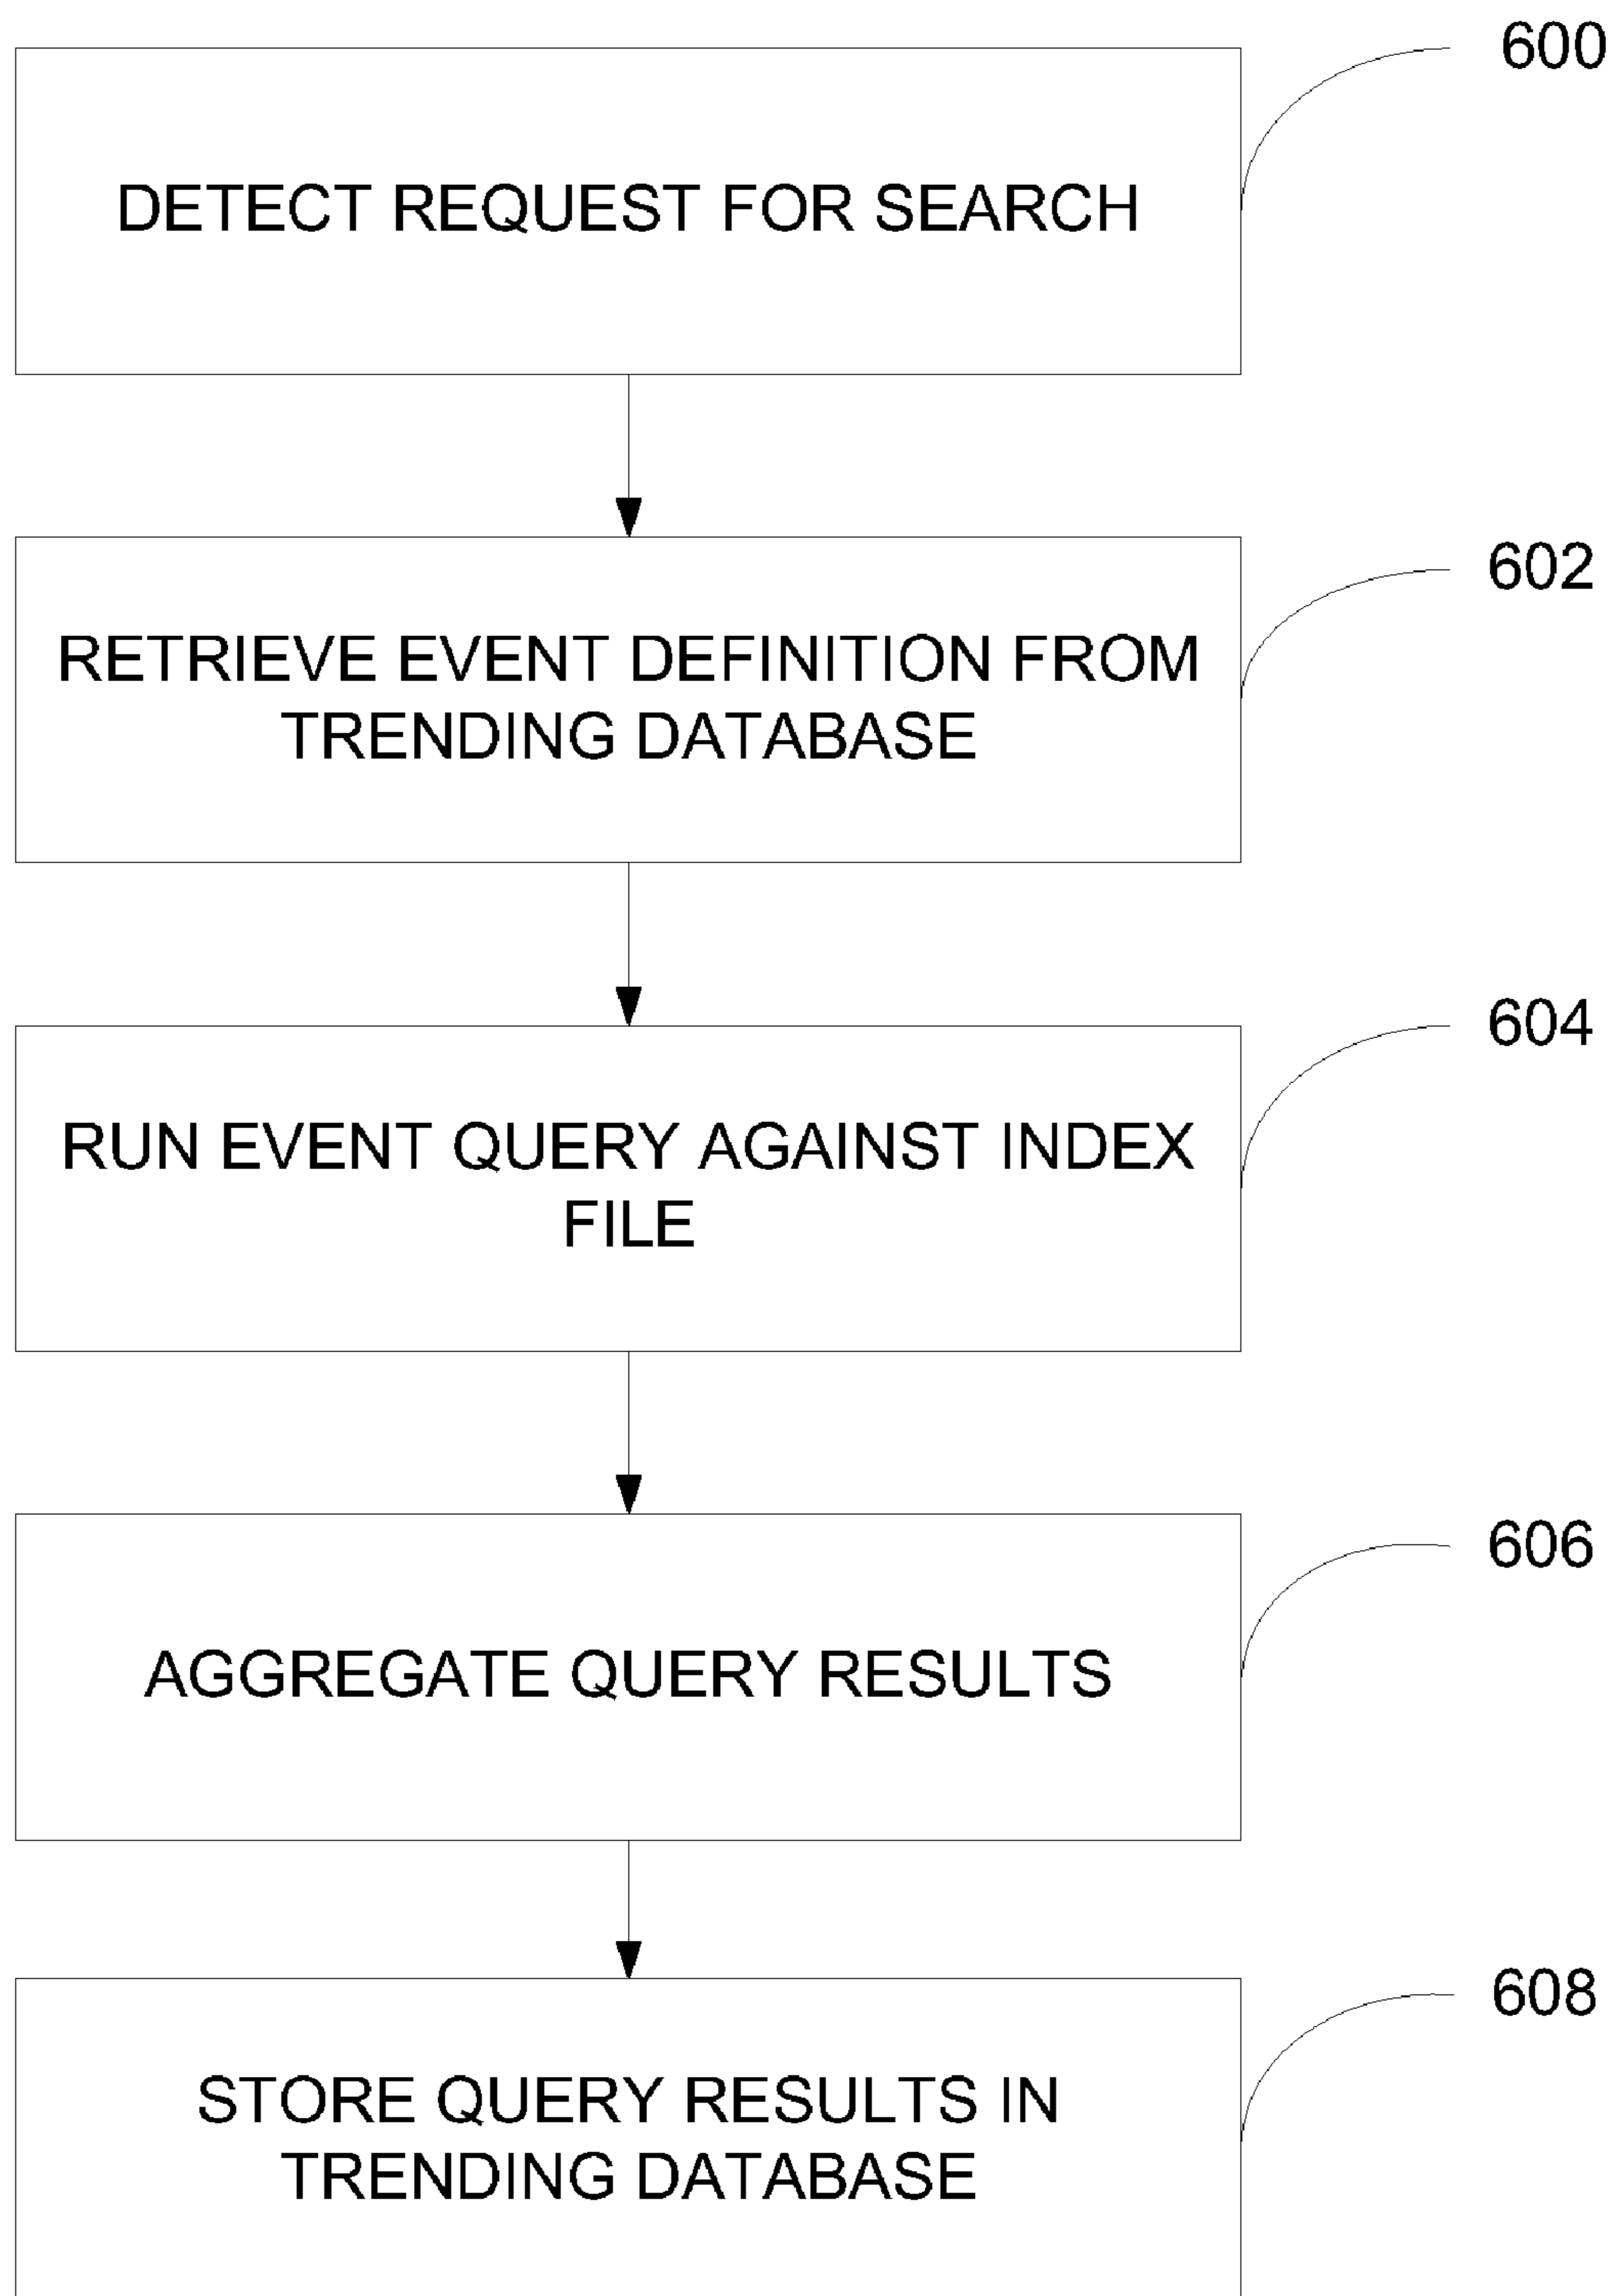 600
DETECT REQUEST FOR SEARCH
602
RETRIEVE EVENT DEFINITION FROM
TRENDING DATABASE
604
RUN EVENT QUERY AGAINST INDEX
FILE
606
AGGREGATE QUERY RESULTS
608
STORE QUERY RESULTS IN
TRENDING DATABASE